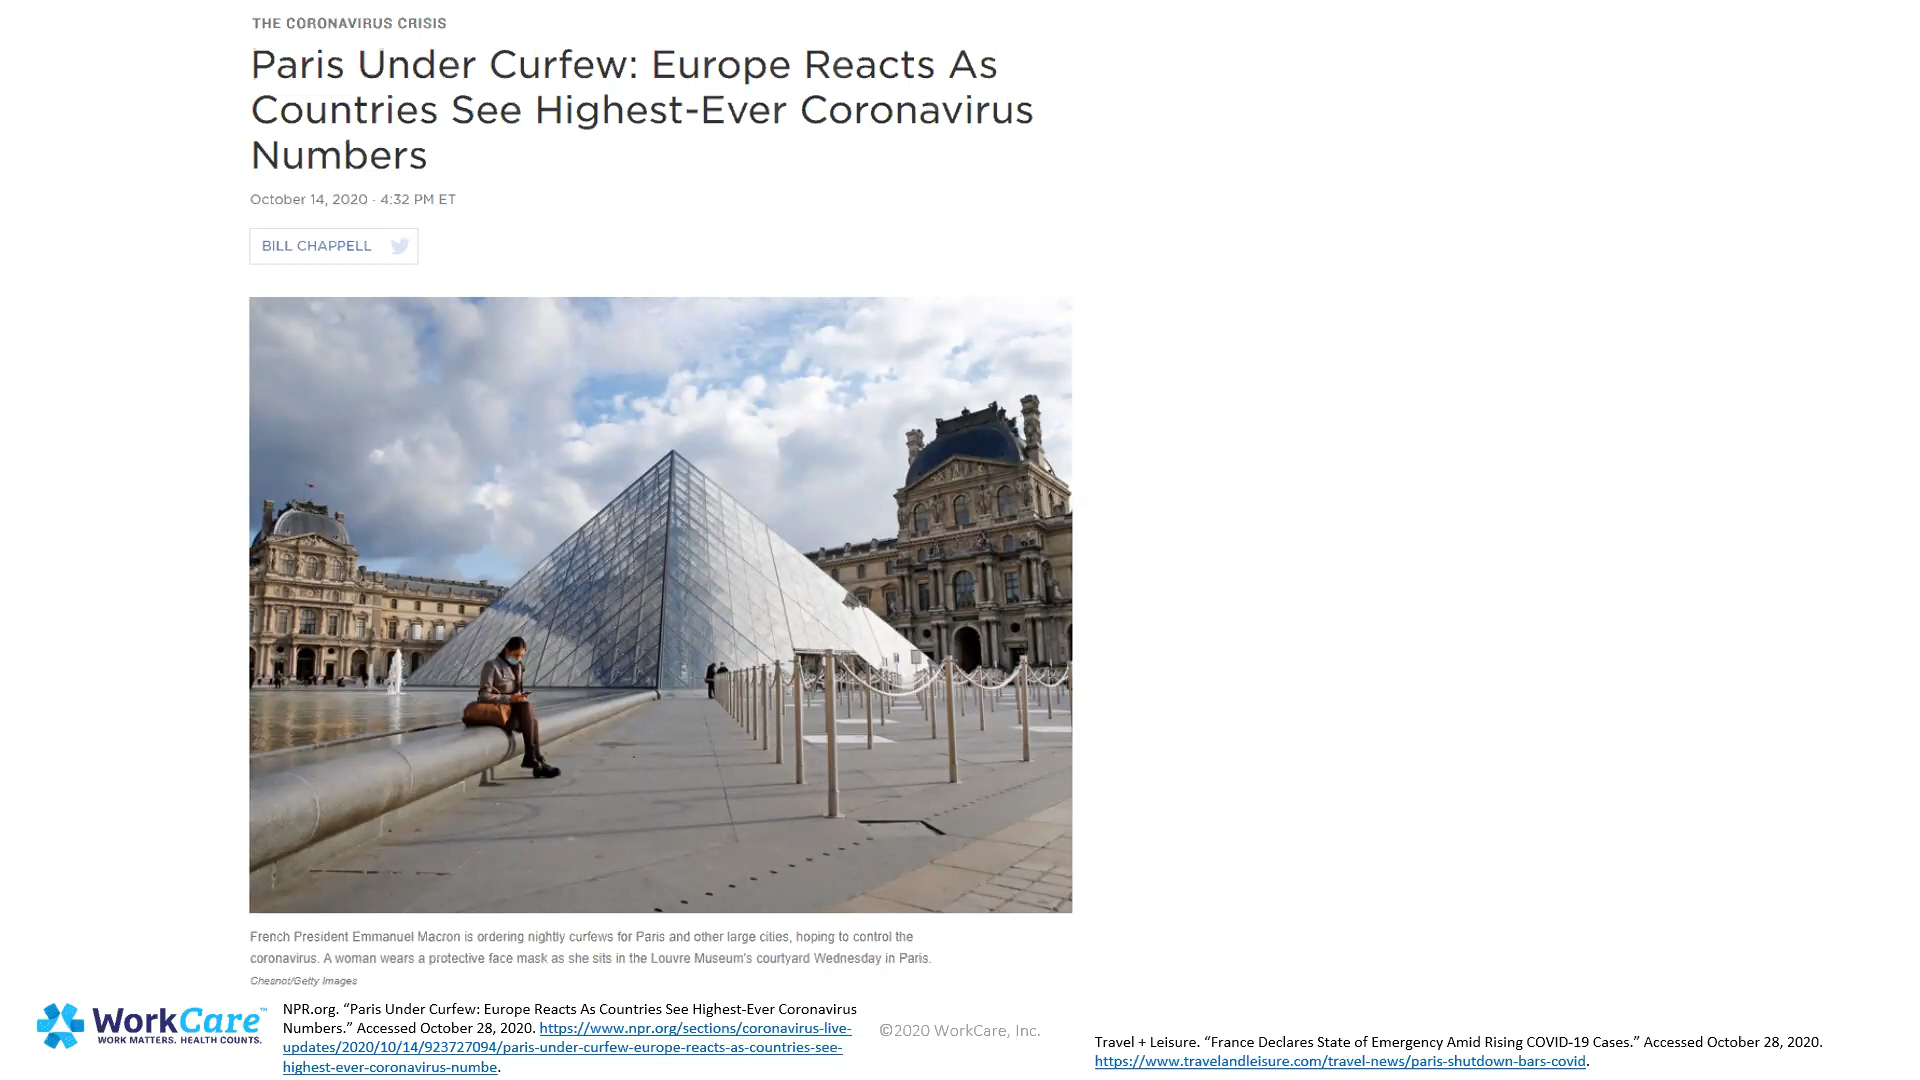 THE CORONAVIRUS CRISIS
Paris Under Curfew: Europe Reacts As
Countries See Highest-Ever Coronavirus
Numbers
October 14, 2020 · 4:32 PM ET
BILL CHAPPELL
French President Emmanuel Macron is ordering nightly curfews for Paris and other large cities, hoping to control the
coronavirus. A woman wears a protective face mask as she sits in the Louvre Museum's courtyard Wednesday in Paris.
Chesnot/Getty Images
WorkCare™
WORK MATTERS. HEALTH COUNTS.
NPR.org. “Paris Under Curfew: Europe Reacts As Countries See Highest-Ever Coronavirus
Numbers.” Accessed October 28, 2020. https://www.npr.org/sections/coronavirus-live-
updates/2020/10/14/923727094/paris-under-curfew-europe-reacts-as-countries-see-
highest-ever-coronavirus-numbe.
©2020 WorkCare, Inc.
Travel + Leisure. “France Declares State of Emergency Amid Rising COVID-19 Cases.” Accessed October 28, 2020.
https://www.travelandleisure.com/travel-news/paris-shutdown-bars-covid.